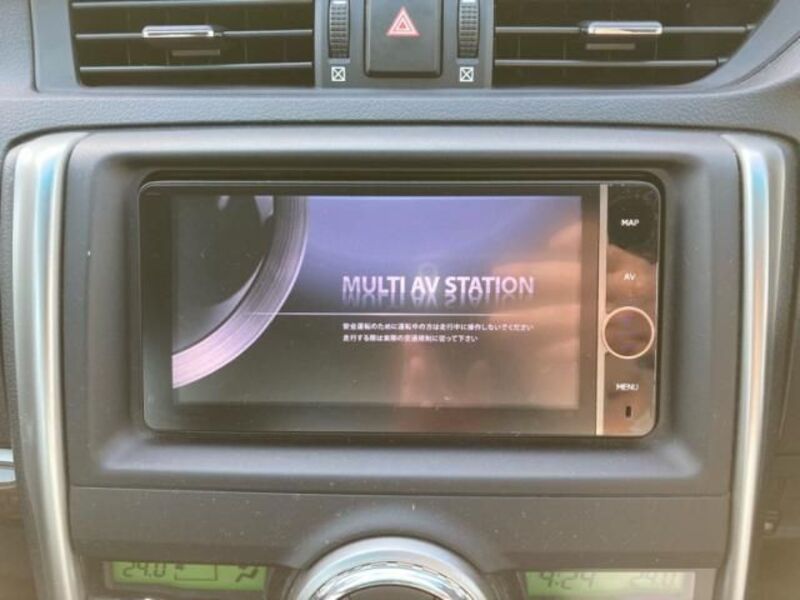 MAP
AV
MULTI AV STATION
安全運転のために運転中の方は走行中に操作しないでください
走行する際は実際の交通規制に従って下さい
MENU
24.0
4:24